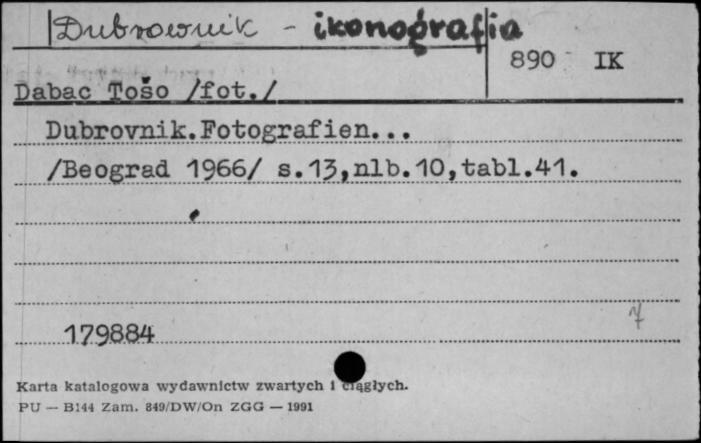 Dubrownik - ikonografia
890 IK
Dabac Tošo /fot./
Dubrovnik.Fotografien...
/Beograd 1966/ s.13,nlb.10,tabl.41.
179884
Karta katalogowa wydawnictw zwartych i ciągłych.
PU — B144 Zam. 849/DW/On ZGG — 1991